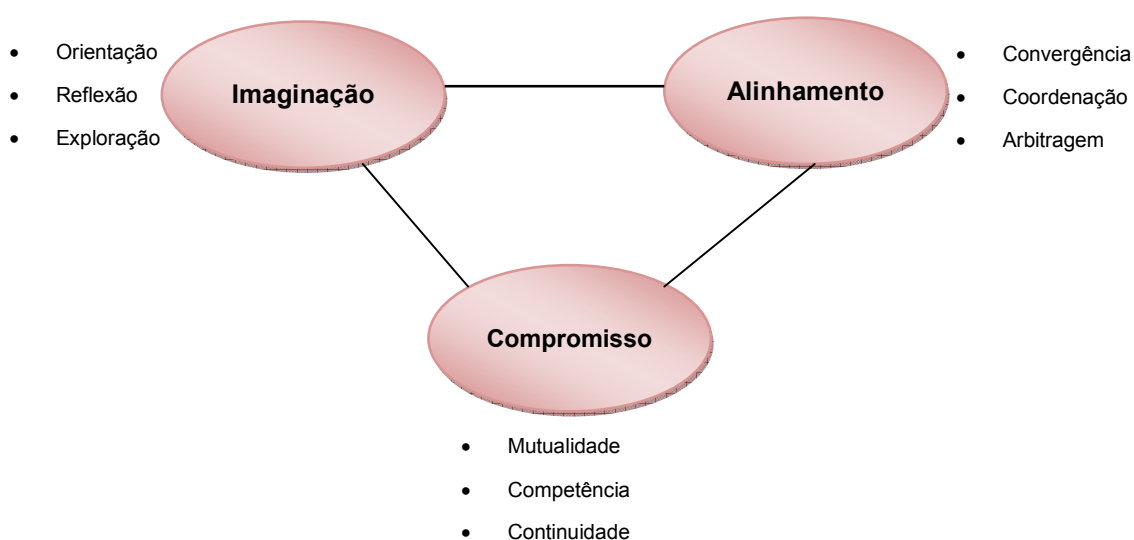 Imaginação
• Orientação
• Reflexão
• Exploração
Alinhamento
• Convergência
• Coordenação
• Arbitragem
Compromisso
• Mutualidade
• Competência
• Continuidade